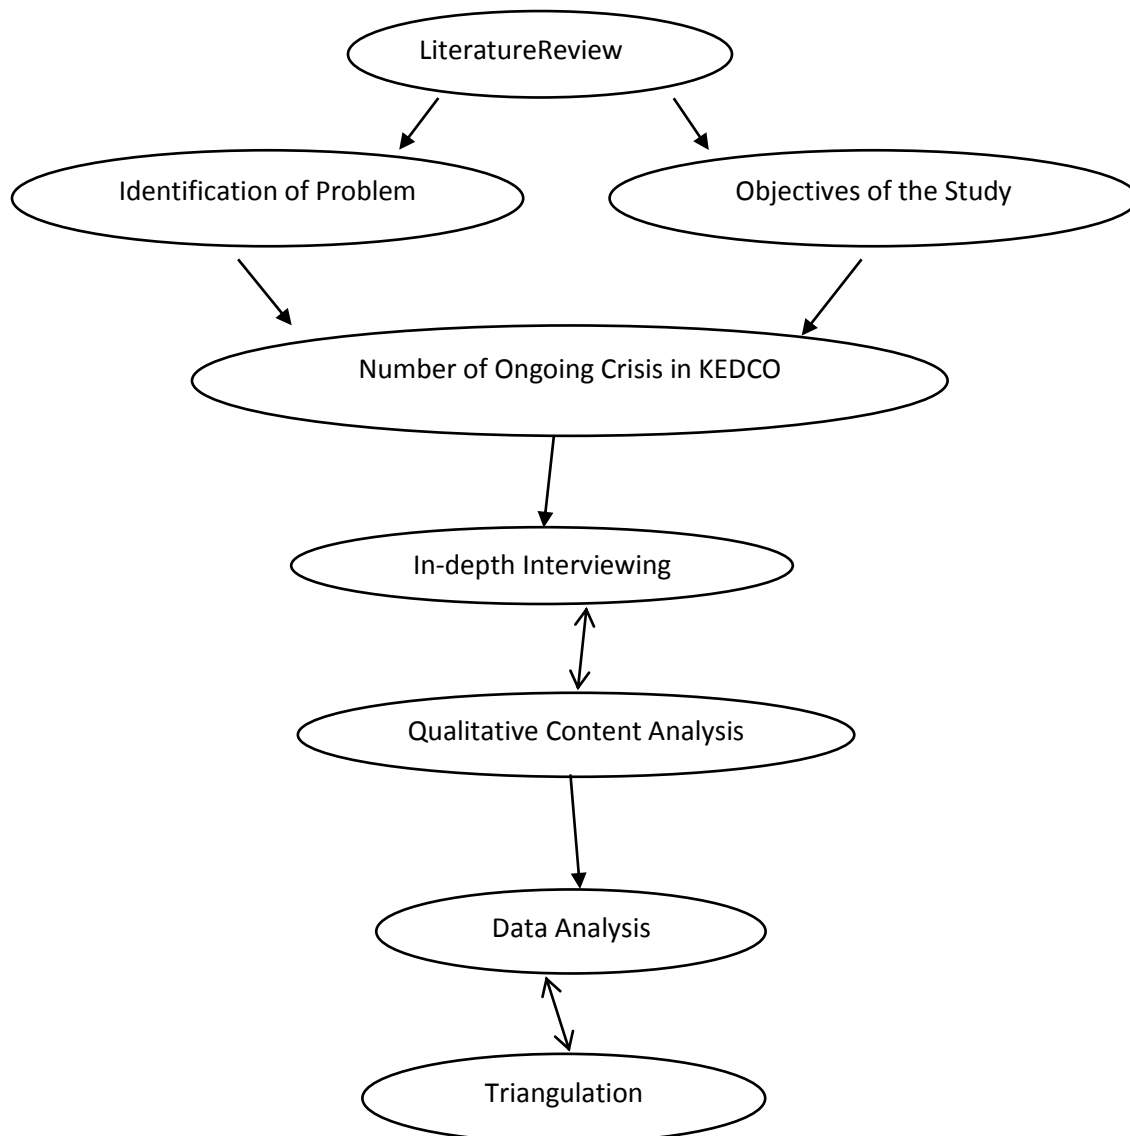 LiteratureReview
Identification of Problem
Objectives of the Study
Number of Ongoing Crisis in KEDCO
In-depth Interviewing
Qualitative Content Analysis
Data Analysis
Triangulation